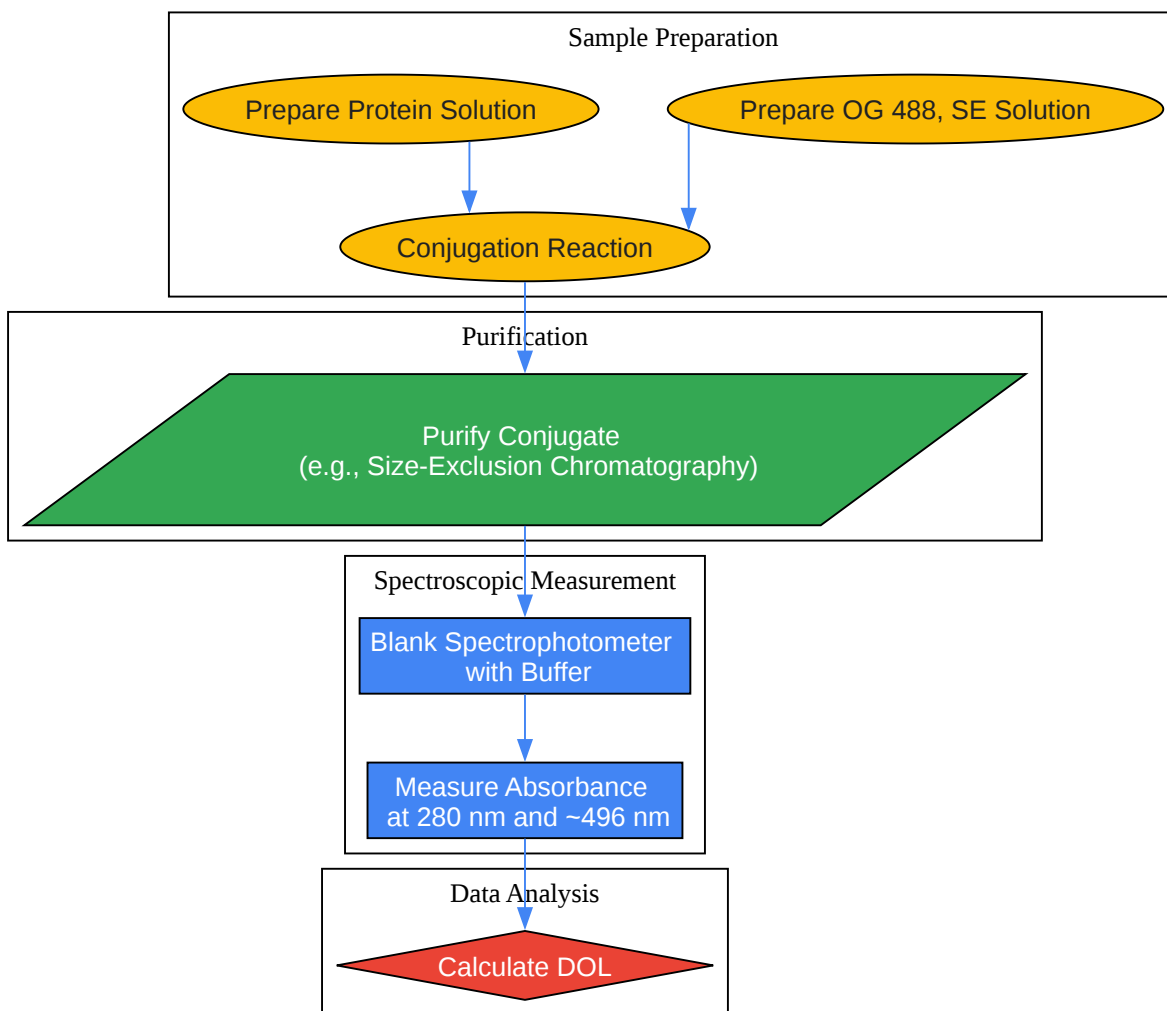 Sample Preparation
Prepare Protein Solution
Prepare OG 488, SE Solution
Conjugation Reaction
Purification
Purify Conjugate
(e.g., Size-Exclusion Chromatography)
Spectroscopic Measurement
Blank Spectrophotometer
with Buffer
Measure Absorbance
at 280 nm and ~496 nm
Data Analysis
Calculate DOL